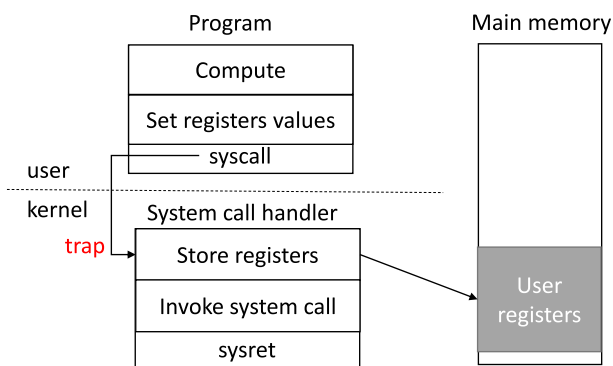 Program
Main memory
Compute
Set registers values
syscall
user
kernel
System call handler
trap
Store registers
Invoke system call
sysret
User
registers